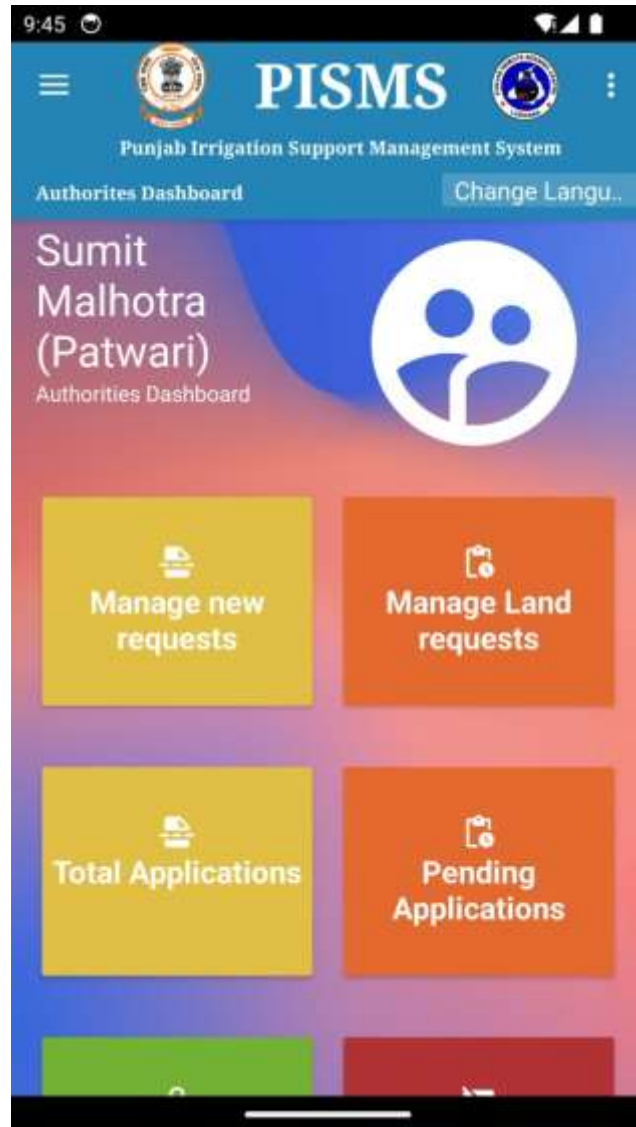 9:45
PISMS
Punjab Irrigation Support Management System
Authorites Dashboard
Change Langu..
Sumit
Malhotra
(Patwari)
Authorities Dashboard
Manage new
requests
Manage Land
requests
Total Applications
Pending
Applications